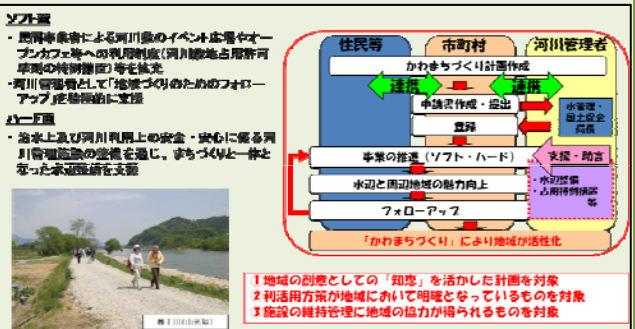 ソフト面
・民間事業者による河川敷のイベント広場やオー
プンカフェ等への利用制度(河川敷地占用許可
準則の特例措置)等を拡充
・河川管理者として「地域づくりのためのフォロー
アップ」を積極的に支援
ハード面
・治水上及び河川利用上の安全・安心に係る河
川管理施設の整備を通じ、まちづくりと一体と
なった水辺整備を支援
住民等
市町村
河川管理者
かわまちづくり計画作成
連携
連携
申請書作成・提出
登録
水管理・
国土保全
局長
事業の推進(ソフト・ハード)
支援・助言
水辺と周辺地域の魅力向上
・水辺整備
・占用特例措置
等
フォローアップ
「かわまちづくり」により地域が活性化
1 地域の創意としての「知恵」を活かした計画を対象
2 利活用方策が地域において明確となっているものを対象
3 施設の維持管理に地域の協力が得られるものを対象